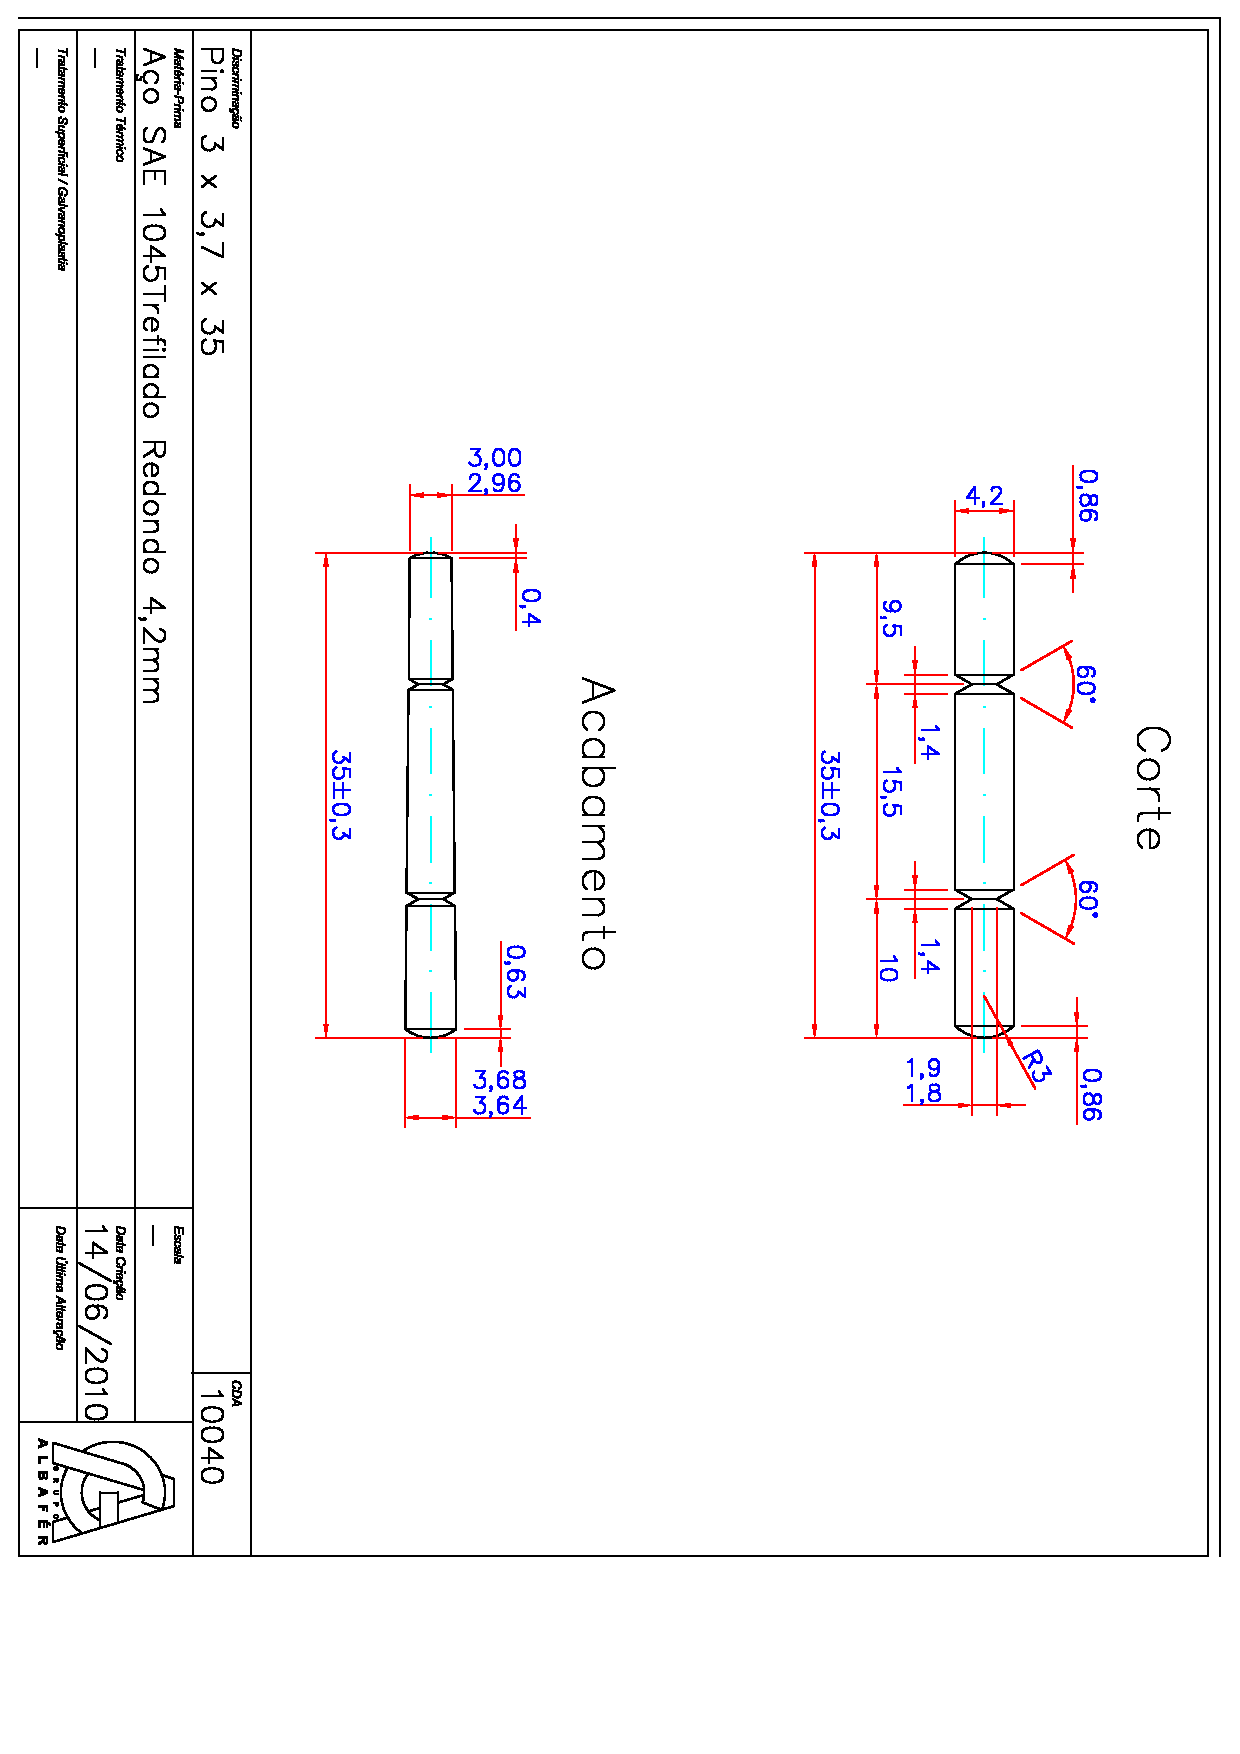 Corte
0,86
4,2
60°
60°
9,5
1,4
15,5
1,4
10
35±0,3
R3
0,86
1,9
1,8
Acabamento
3,00
2,96
0,4
35±0,3
0,63
3,68
3,64
Discriminação
Pino 3 x 3,7 x 35
CDA
10040
Matéria-Prima
Aço SAE 1045Trefilado Redondo 4,2mm
Escala
—
Tratamento Térmico
—
Data Criação
14/06/2010
Tratamento Superficial / Galvanoplastia
—
Data Última Alteração
GRUPO
ALBAFÉR